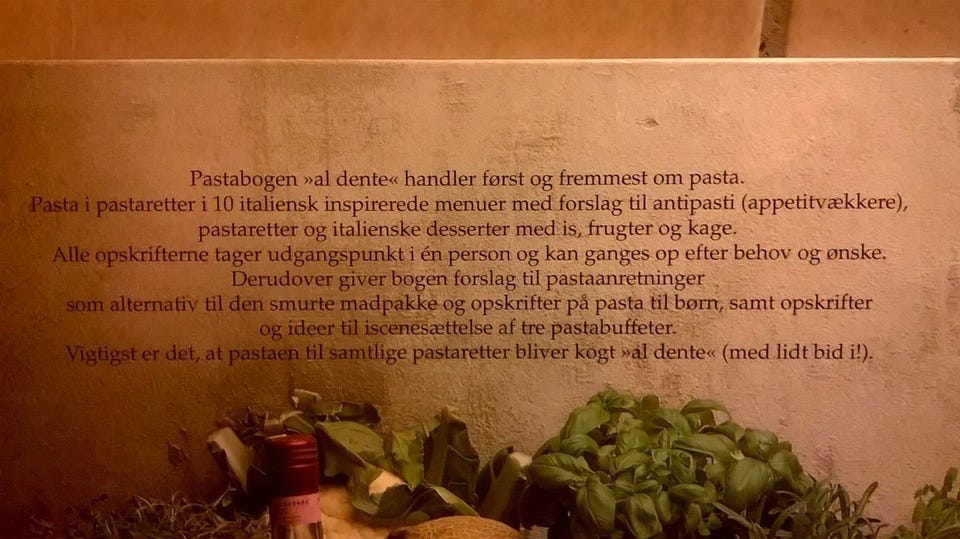 Pastabogen »al dente« handler først og fremmest om pasta.
Pasta i pastaretter i 10 italiensk inspirerede menuer med forslag til antipasti (appetitvækkere),
pastaretter og italienske desserter med is, frugter og kage.
Alle opskrifterne tager udgangspunkt i én person og kan ganges op efter behov og ønske.
Derudover giver bogen forslag til pastaanretninger
som alternativ til den smurte madpakke og opskrifter på pasta til børn, samt opskrifter
og ideer til iscenesættelse af tre pastabuffeter.
Vigtigst er det, at pastaen til samtlige pastaretter bliver kogt »al dente« (med lidt bid i!).